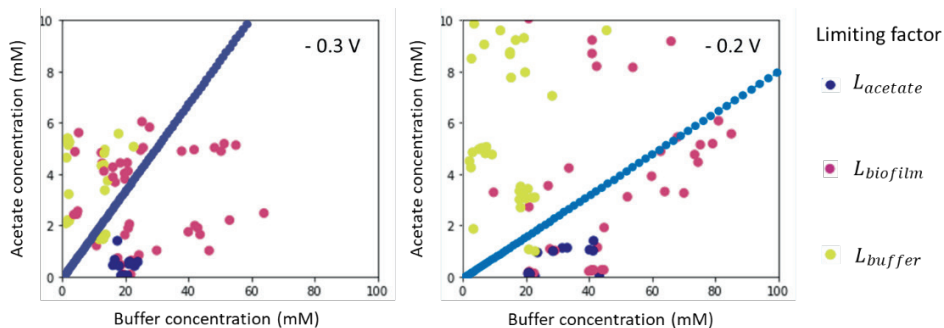 - 0.3 V
10
8
6
4
2
0
0 20 40 60 80 100
Acetate concentration (mM)
Buffer concentration (mM)
- 0.2 V
10
8
6
4
2
0
0 20 40 60 80 100
Acetate concentration (mM)
Buffer concentration (mM)
Limiting factor
L_acetate
L_biofilm
L_buffer